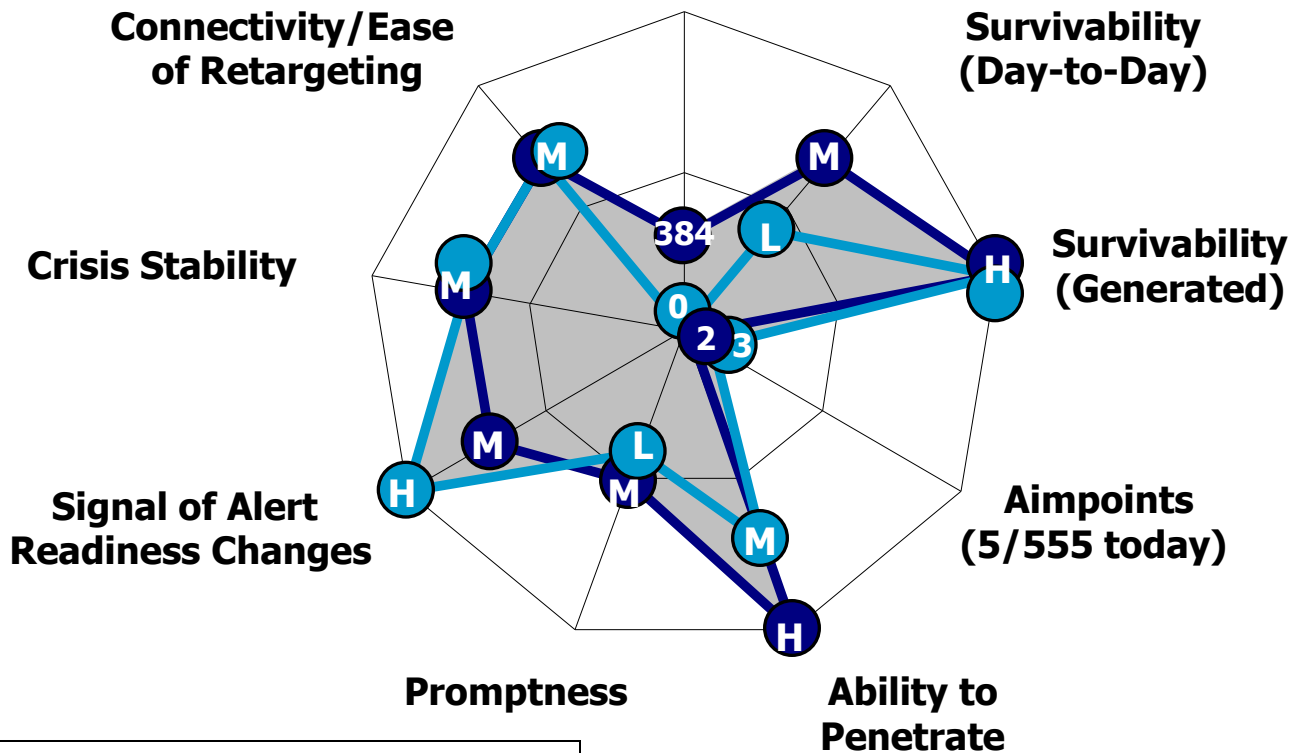 Connectivity/Ease
of Retargeting
Survivability
(Day-to-Day)
M
M
384
L
Survivability
(Generated)
H
Crisis Stability
M
0
2
3
M
H
L
M
M
Signal of Alert
Readiness Changes
Aimpoints
(5/555 today)
H
Promptness
Ability to
Penetrate